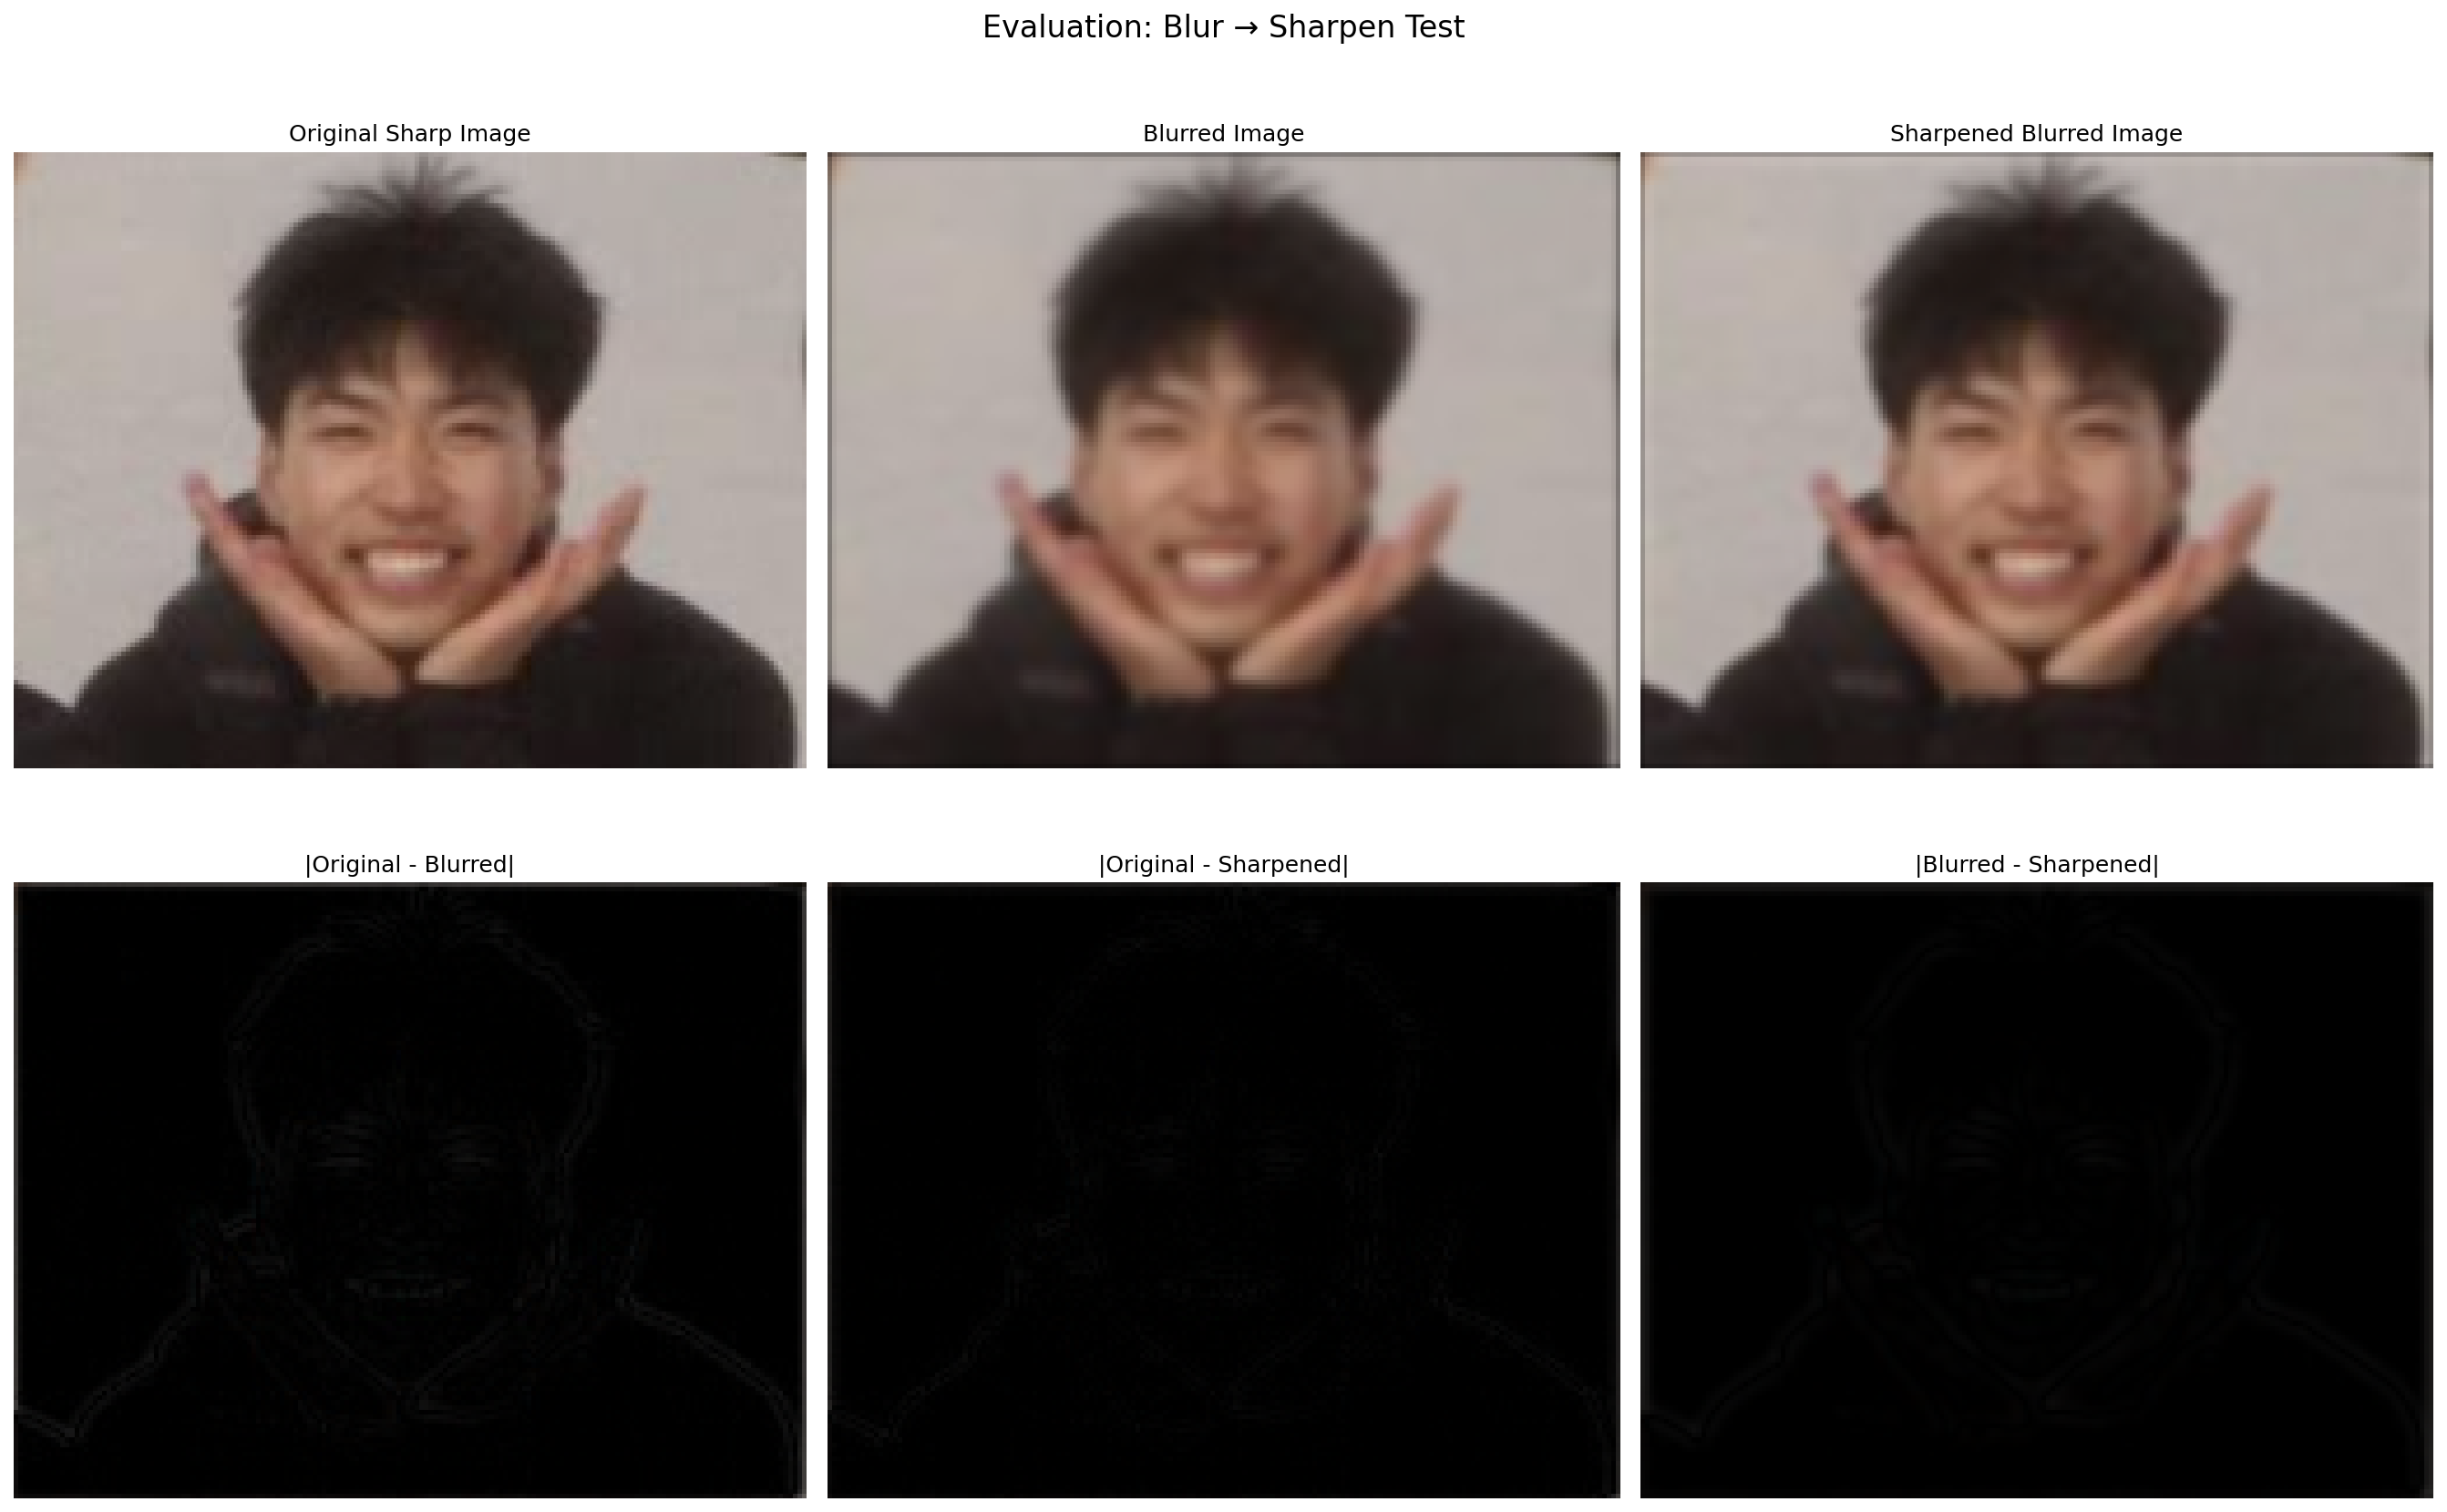 Evaluation: Blur → Sharpen Test
Original Sharp Image
Blurred Image
Sharpened Blurred Image
|Original - Blurred|
|Original - Sharpened|
|Blurred - Sharpened|